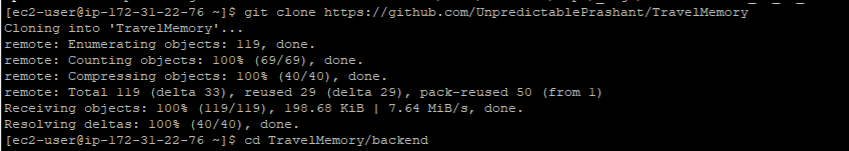 [ec2-user@ip-172-31-22-76 ~]$ git clone https://github.com/UnpredictablePrashant/TravelMemory
Cloning into 'TravelMemory'...
remote: Enumerating objects: 119, done.
remote: Counting objects: 100% (69/69), done.
remote: Compressing objects: 100% (40/40), done.
remote: Total 119 (delta 33), reused 29 (delta 29), pack-reused 50 (from 1)
Receiving objects: 100% (119/119), 198.68 KiB | 7.64 MiB/s, done.
Resolving deltas: 100% (40/40), done.
[ec2-user@ip-172-31-22-76 ~]$ cd TravelMemory/backend